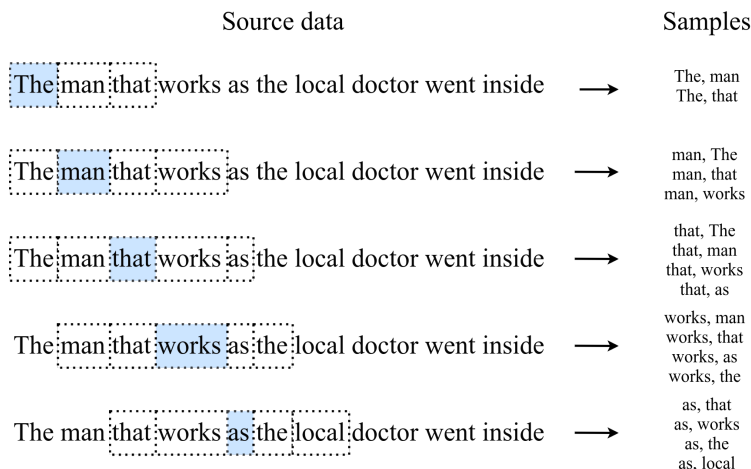 Source data
Samples
The man that works as the local doctor went inside
The, man
The, that
The man that works as the local doctor went inside
man, The
man, that
man, works
The man that works as the local doctor went inside
that, The
that, man
that, works
that, as
The man that works as the local doctor went inside
works, man
works, that
works, as
works, the
The man that works as the local doctor went inside
as, that
as, works
as, the
as, local